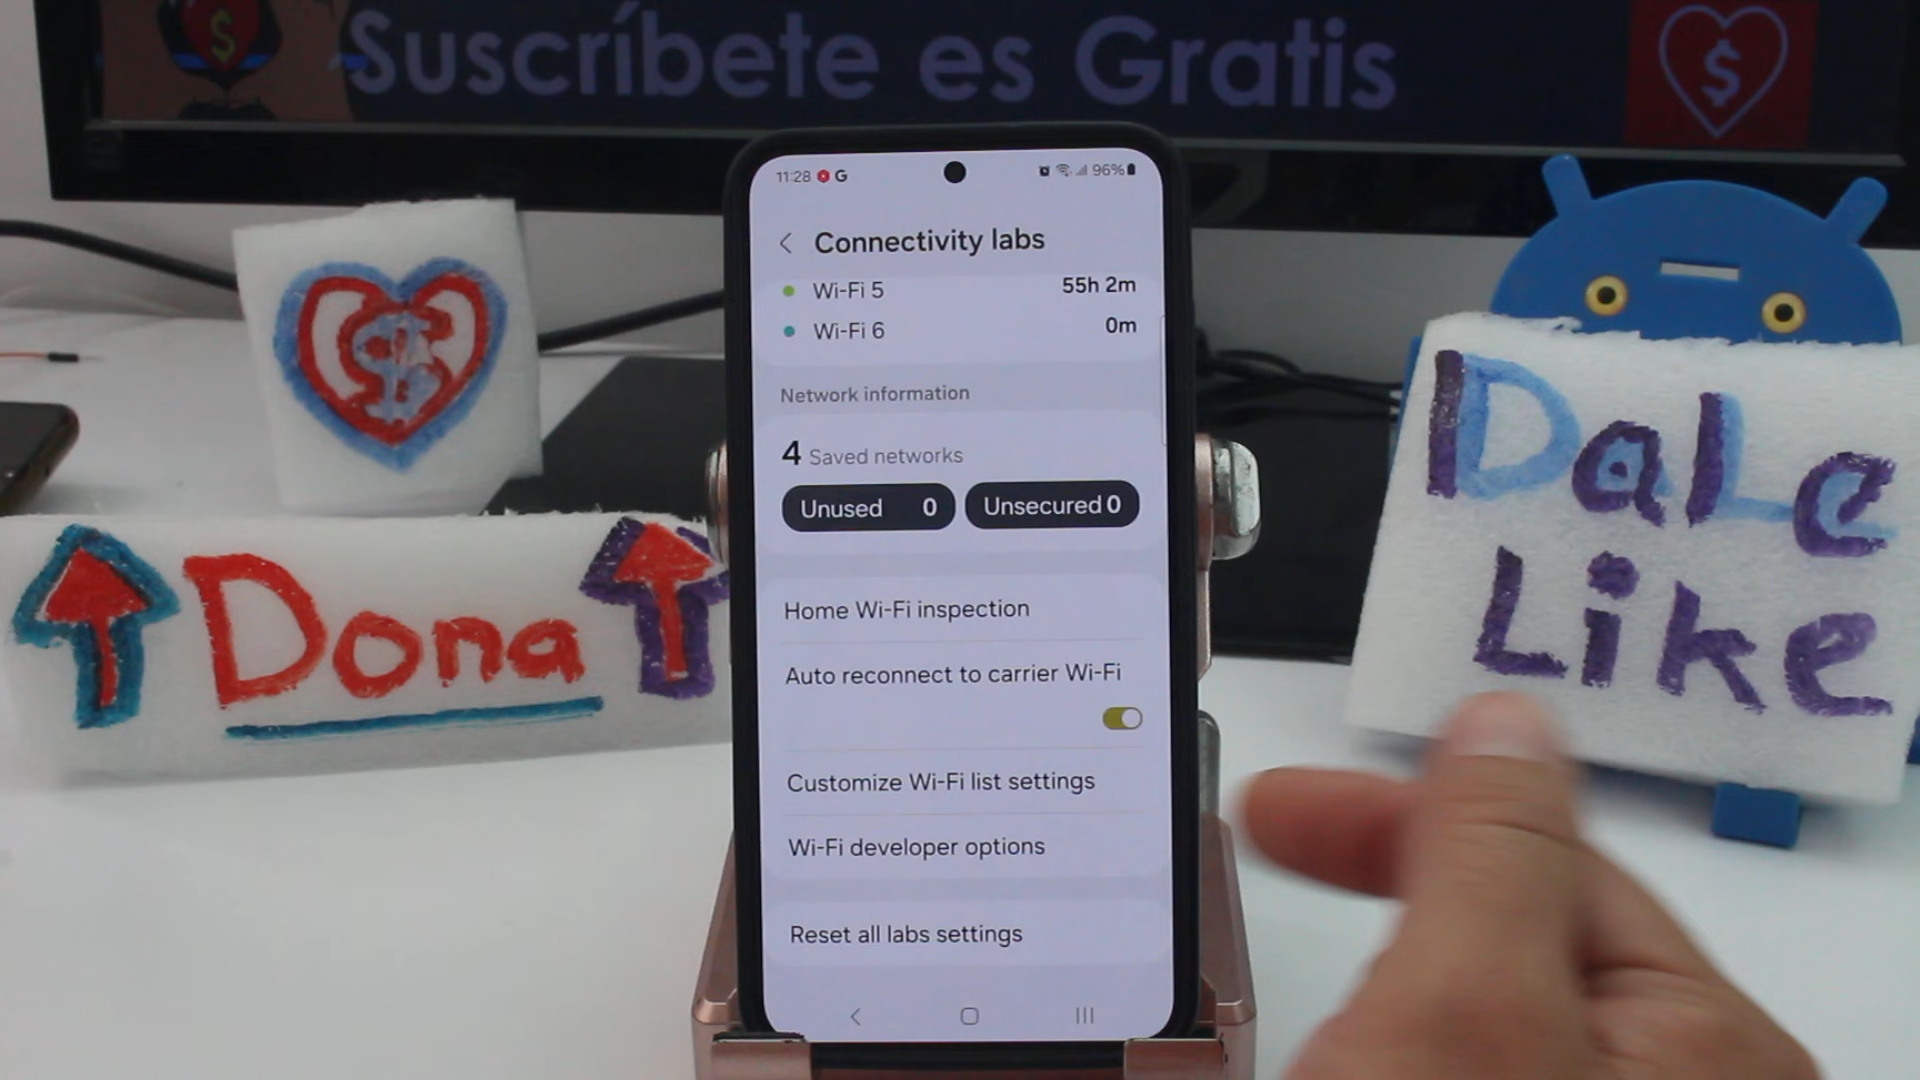 Suscríbete es Gratis
$
$
11:28 G 96%
Connectivity labs
Wi-Fi 5 55h 2m
Wi-Fi 6 0m
Network information
4 Saved networks
Unused 0 Unsecured 0
Home Wi-Fi inspection
Auto reconnect to carrier Wi-Fi
Customize Wi-Fi list settings
Wi-Fi developer options
Reset all labs settings
$
Dona
DaLe
Like